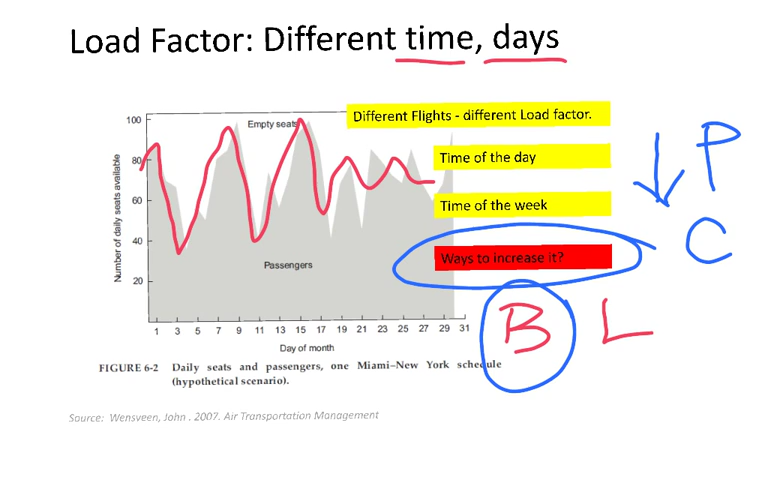 Load Factor: Different time, days
Number of daily seats available
100
80
60
40
20
Empty seats
Passengers
1 3 5 7 9 11 13 15 17 19 21 23 25 27 29 31
Day of month
Different Flights - different Load factor.
Time of the day
Time of the week
Ways to increase it?
P
C
B L
FIGURE 6-2 Daily seats and passengers, one Miami–New York schedule
(hypothetical scenario).
Source: Wensveen, John . 2007. Air Transportation Management